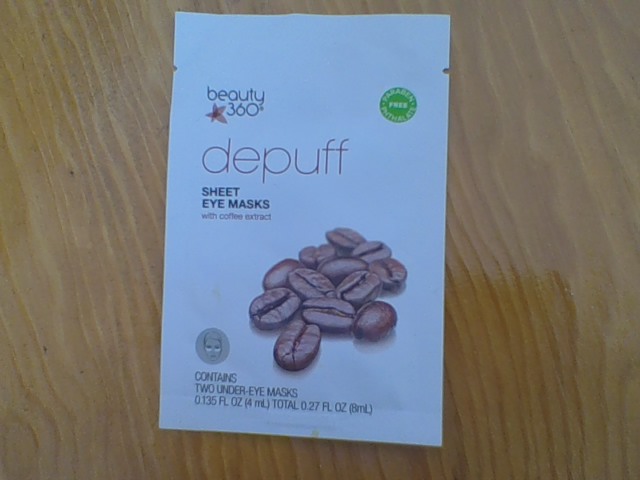 beauty
360®
PARABEN
FREE
PHTHALATE
depuff
SHEET
EYE MASKS
with coffee extract
CONTAINS
TWO UNDER-EYE MASKS
0.135 FL OZ (4 mL) TOTAL 0.27 FL OZ (8mL)